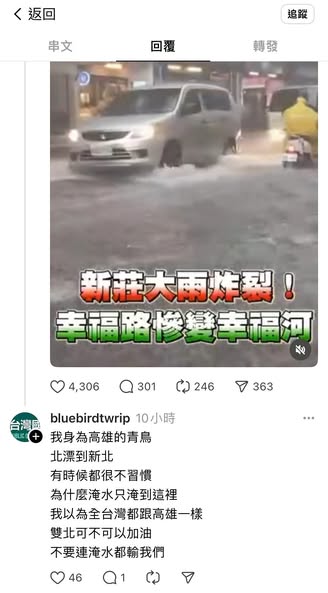 返回
追蹤
串文
回覆
轉發
新莊大雨炸裂！
幸福路慘變幸福河
4,306
301
246
363
台灣國
bluebirdtwrip 10小時
我身為高雄的青鳥
北漂到新北
有時候都很不習慣
為什麼淹水只淹到這裡
我以為全台灣都跟高雄一樣
雙北可不可以加油
不要連淹水都輸我們
46
1